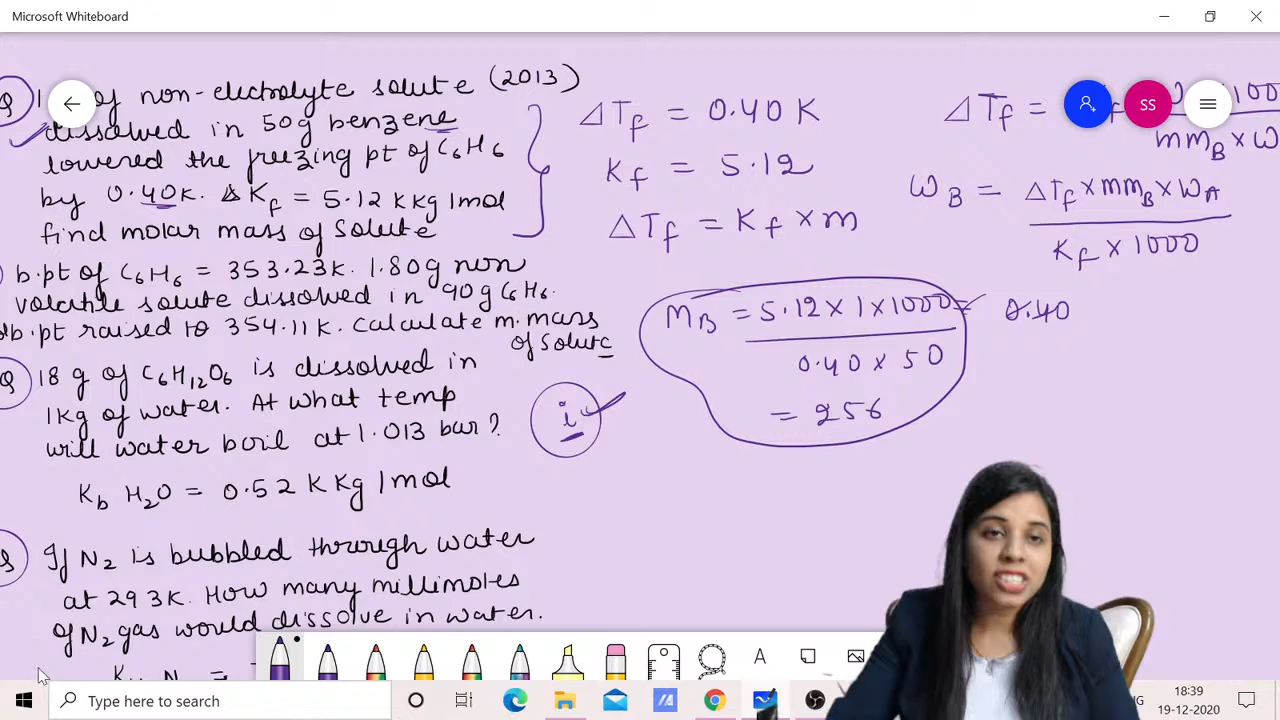 Microsoft Whiteboard
Q 1 of non-electrolyte solute (2013)
dissolved in 50g benzene
lowered the freezing pt of C6H6
by 0.40K. Kf = 5.12 K kg 1mol
find molar mass of Solute
b.pt of C6H6 = 353.23K. 1.80g non
volatile solute dissolved in 90g C6H6.
b.pt raised to 354.11K. Calculate m.mass
of Solute
Q 18 g of C6H12O6 is dissolved in
1Kg of water. At what temp
will water boil at 1.013 bar?
Kb H2O = 0.52 K Kg 1mol
If N2 is bubbled through water
at 293K. How many millimoles
of N2 gas would dissolve in water.
ΔTf = 0.40 K
Kf = 5.12
ΔTf = Kf × m
ΔTf =
100
mmB × W
WB = ΔTf × mmB × WA
Kf × 1000
MB = 5.12 × 1 × 1000 = 0.40
0.40 × 50
= 256
i
SS
A
Type here to search
18:39
19-12-2020